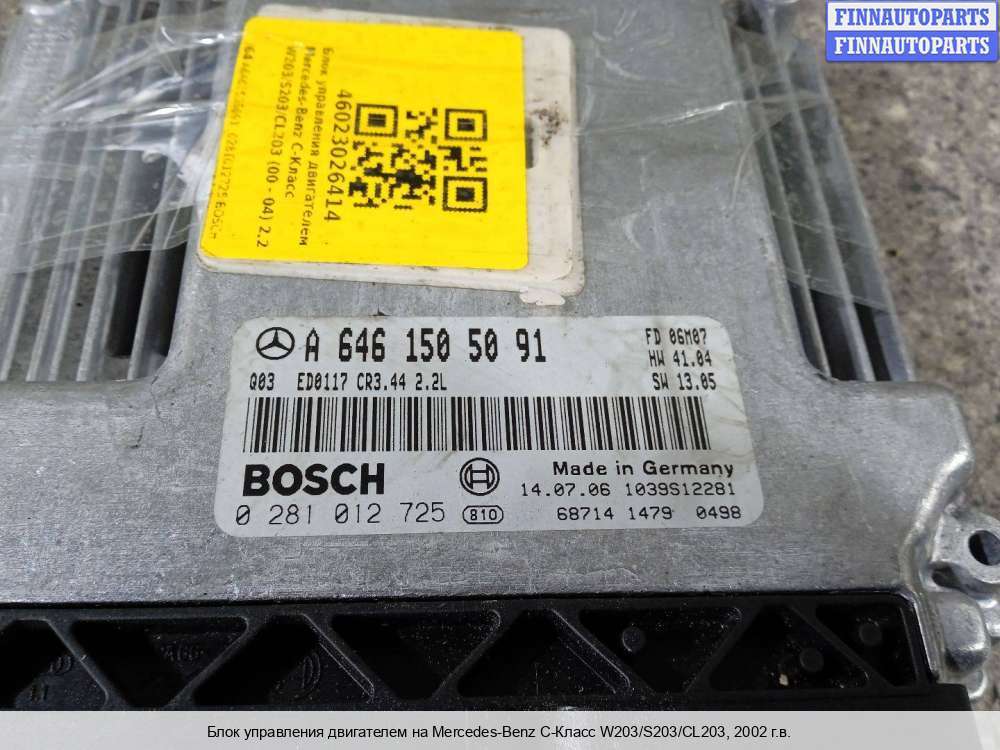 FINNAUTOPARTS
FINNAUTOPARTS
46023026414
Блок управления двигателем
Mercedes-Benz C-Класс
W203/S203/CL203 (00 - 04) 2.2
BOSCH
A 646 150 50 91
Q03 ED0117 CR3.44 2.2L
FD 06M07
HW 41.04
SW 13.05
BOSCH
Made in Germany
14.07.06 1039S12281
0 281 012 725 810
68714 1479 0498
Блок управления двигателем на Mercedes-Benz C-Класс W203/S203/CL203, 2002 г.в.